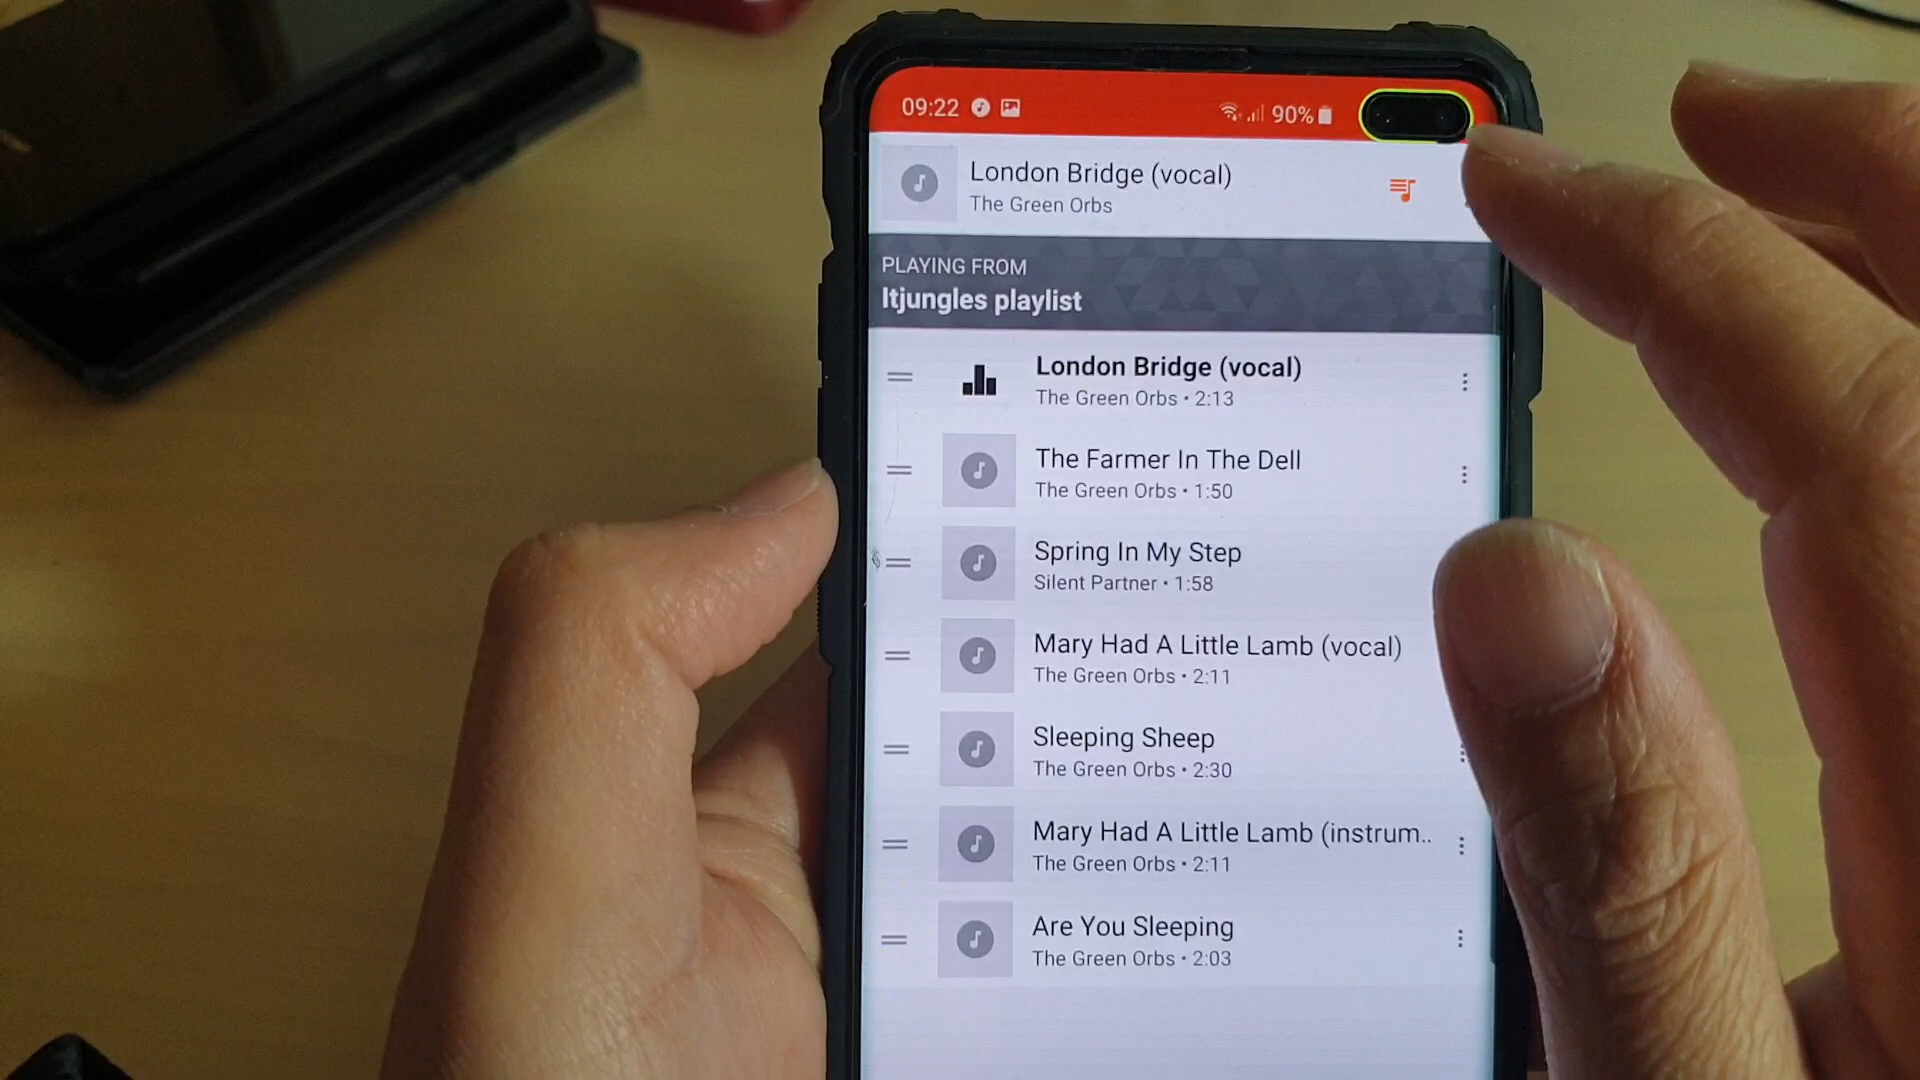 09:22 90%
London Bridge (vocal)
The Green Orbs
PLAYING FROM
ltjungles playlist
London Bridge (vocal)
The Green Orbs • 2:13
The Farmer In The Dell
The Green Orbs • 1:50
Spring In My Step
Silent Partner • 1:58
Mary Had A Little Lamb (vocal)
The Green Orbs • 2:11
Sleeping Sheep
The Green Orbs • 2:30
Mary Had A Little Lamb (instrum..
The Green Orbs • 2:11
Are You Sleeping
The Green Orbs • 2:03